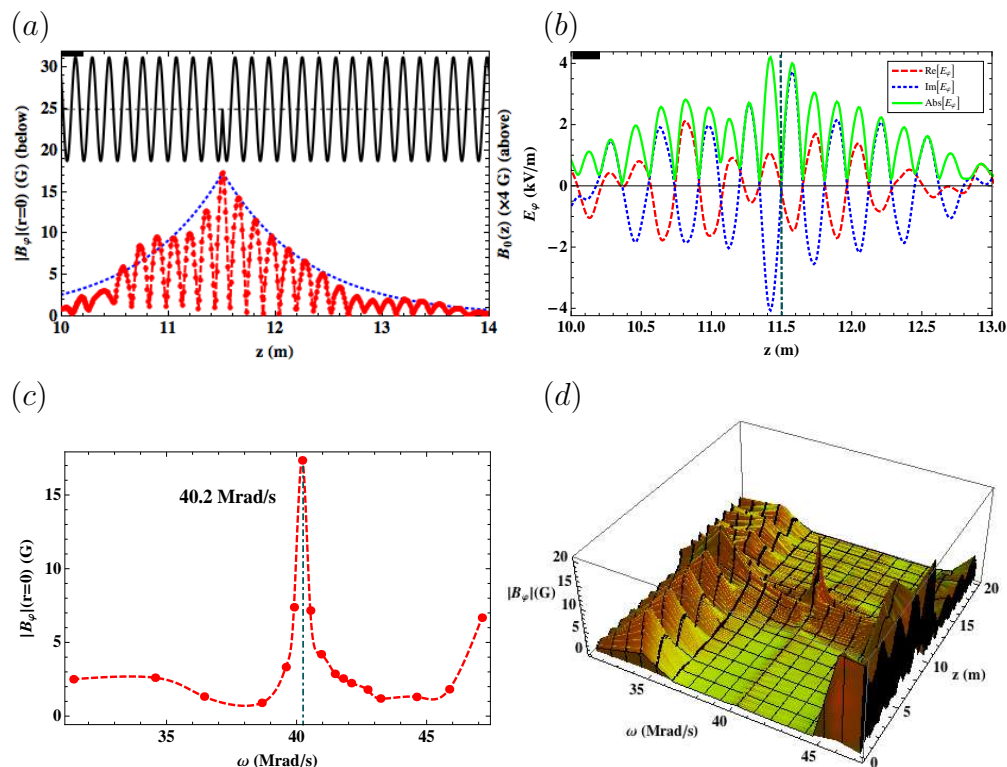 (a)
|B_φ|(r=0) (G) (below)
30
25
20
15
10
5
0
10
11
12
13
14
z (m)
B_0(z) (×4 G) (above)
(b)
E_φ (kV/m)
4
2
0
−2
−4
10.0
10.5
11.0
11.5
12.0
12.5
13.0
z (m)
Re[E_φ]
Im[E_φ]
Abs[E_φ]
(c)
|B_φ|(r=0) (G)
15
10
5
0
35
40
45
ω (Mrad/s)
40.2 Mrad/s
(d)
20
15
10
5
0
|B_φ|(G)
35
40
45
ω (Mrad/s)
0
5
10
15
20
z (m)